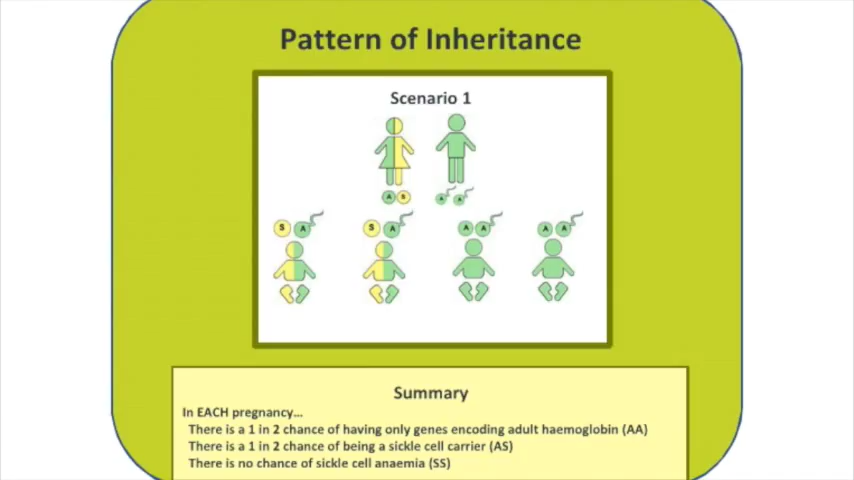 Pattern of Inheritance
Scenario 1
A S A A
S A S A A A A A
Summary
In EACH pregnancy...
There is a 1 in 2 chance of having only genes encoding adult haemoglobin (AA)
There is a 1 in 2 chance of being a sickle cell carrier (AS)
There is no chance of sickle cell anaemia (SS)